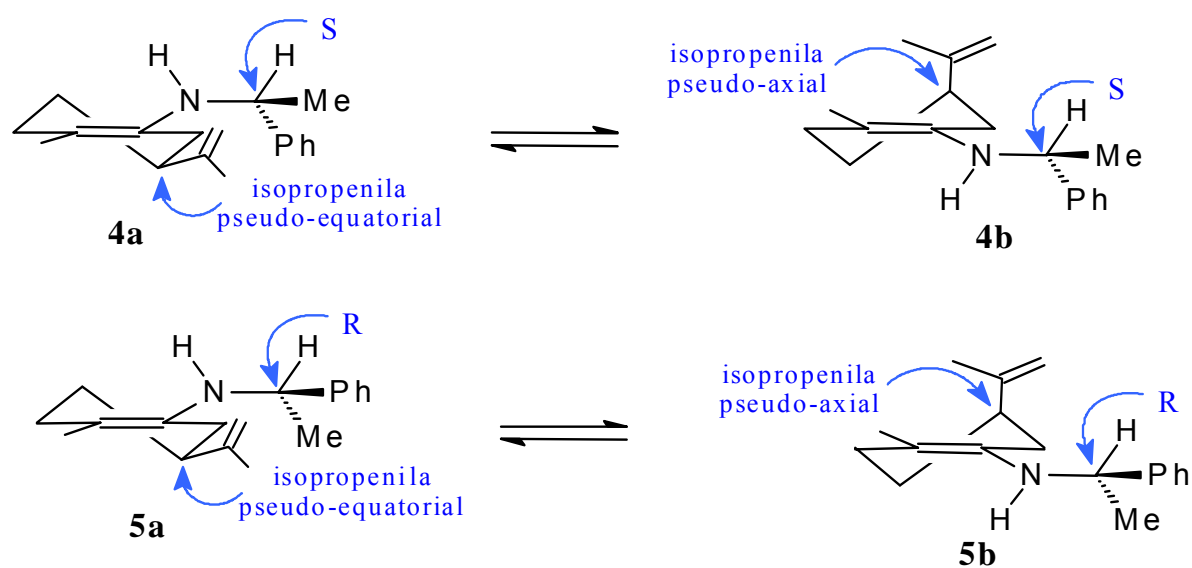 S
H
H
N
Me
Ph
isopropenila
pseudo-equatorial
4a
isopropenila
pseudo-axial
S
H
N
Me
H
Ph
4b
R
H
H
N
Ph
Me
isopropenila
pseudo-equatorial
5a
isopropenila
pseudo-axial
R
H
N
Ph
H
Me
5b